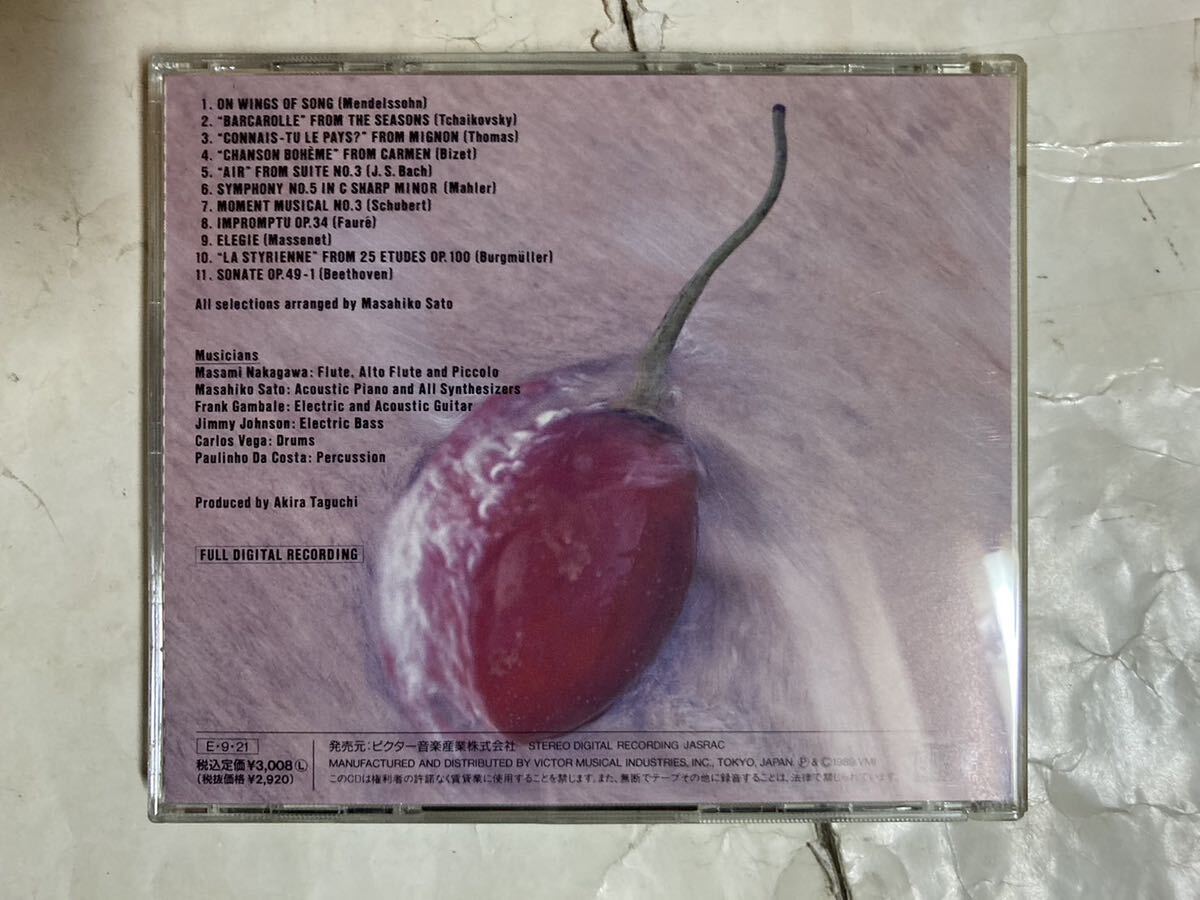 1. ON WINGS OF SONG (Mendelssohn)
2. "BARCAROLLE" FROM THE SEASONS (Tchaikovsky)
3. "CONNAIS-TU LE PAYS?" FROM MIGNON (Thomas)
4. "CHANSON BOHÈME" FROM CARMEN (Bizet)
5. "AIR" FROM SUITE NO.3 (J.S. Bach)
6. SYMPHONY NO.5 IN C SHARP MINOR (Mahler)
7. MOMENT MUSICAL NO.3 (Schubert)
8. IMPROMPTU OP.34 (Faurê)
9. ELEGIE (Massenet)
10. "LA STYRIENNE" FROM 25 ETUDES OP.100 (Burgmüller)
11. SONATE OP.49-1 (Beethoven)
All selections arranged by Masahiko Sato
Musicians
Masami Nakagawa: Flute, Alto Flute and Piccolo
Masahiko Sato: Acoustic Piano and All Synthesizers
Frank Gambale: Electric and Acoustic Guitar
Jimmy Johnson: Electric Bass
Carlos Vega: Drums
Paulinho Da Costa: Percussion
Produced by Akira Taguchi
FULL DIGITAL RECORDING
E・9・21
税込定価¥3,008Ⓛ
(税抜価格¥2,920)
発売元:ビクター音楽産業株式会社 STEREO DIGITAL RECORDING JASRAC
MANUFACTURED AND DISTRIBUTED BY VICTOR MUSICAL INDUSTRIES, INC., TOKYO, JAPAN. Ⓟ & ©1989 VMI
このCDは権利者の許諾なく賃貸業に使用することを禁じます。また、無断でテープその他に録音することは、法律で禁じられています。